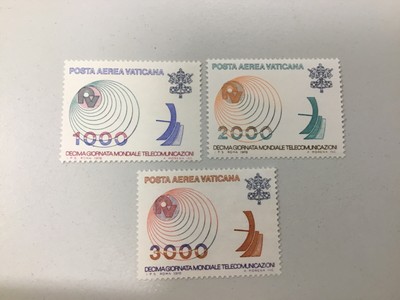 POSTA AEREA VATICANA
1000
DECIMA GIORNATA MONDIALE TELECOMUNICAZIONI
POSTA AEREA VATICANA
2000
DECIMA GIORNATA MONDIALE TELECOMUNICAZIONI
POSTA AEREA VATICANA
3000
DECIMA GIORNATA MONDIALE TELECOMUNICAZIONI